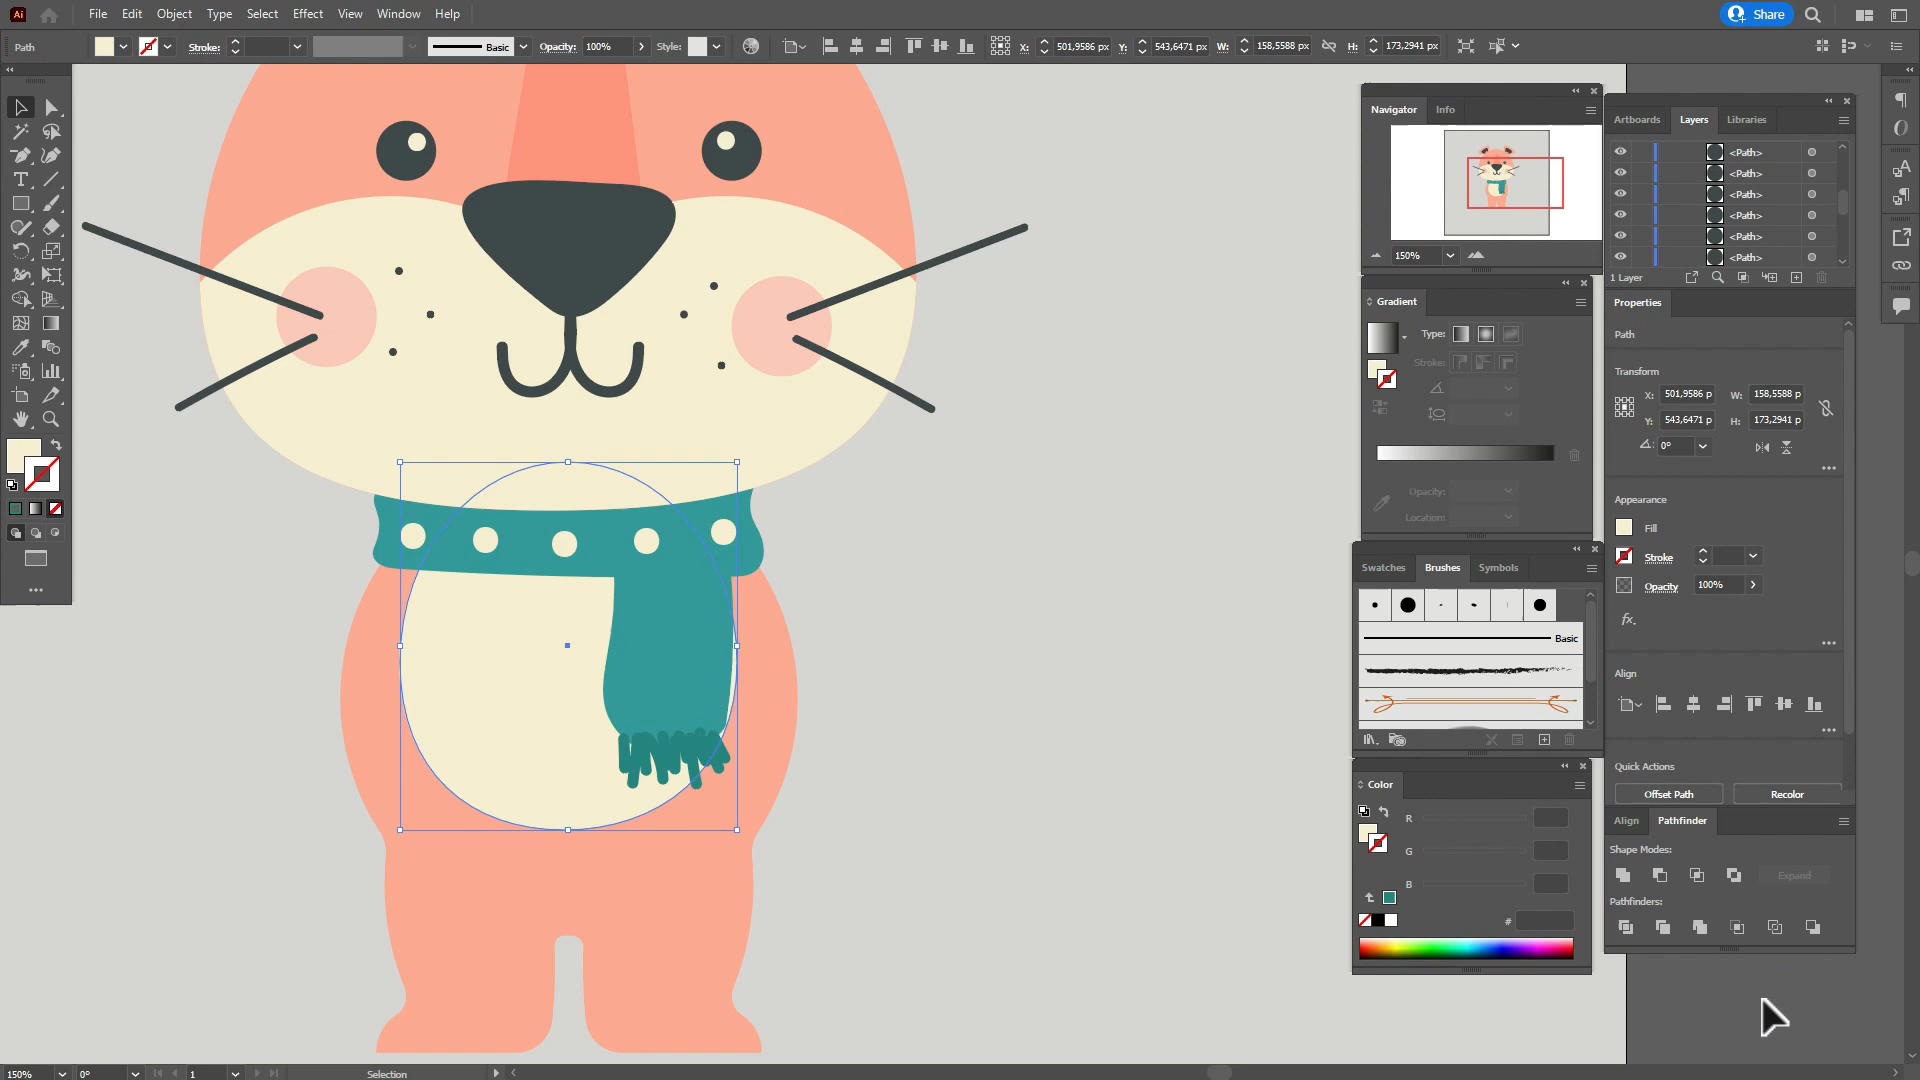 Ai File Edit Object Type Select Effect View Window Help Share
Path Stroke: Basic Opacity: 100% Style: X: 501,9586 px Y: 543,6471 px W: 158,5588 px H: 173,2941 px
Navigator Info
150%
Gradient
Type:
Stroke:
Opacity:
Location:
Swatches Brushes Symbols
Basic
Color
R
G
B
#
Artboards Layers Libraries
<Path>
<Path>
<Path>
<Path>
<Path>
<Path>
1 Layer
Properties
Path
Transform
X: 501,9586 p W: 158,5588 p
Y: 543,6471 p H: 173,2941 p
0°
Appearance
Fill
Stroke
Opacity 100%
fx.
Align
Quick Actions
Offset Path Recolor
Align Pathfinder
Shape Modes:
Expand
Pathfinders:
150% 0° 1 Selection